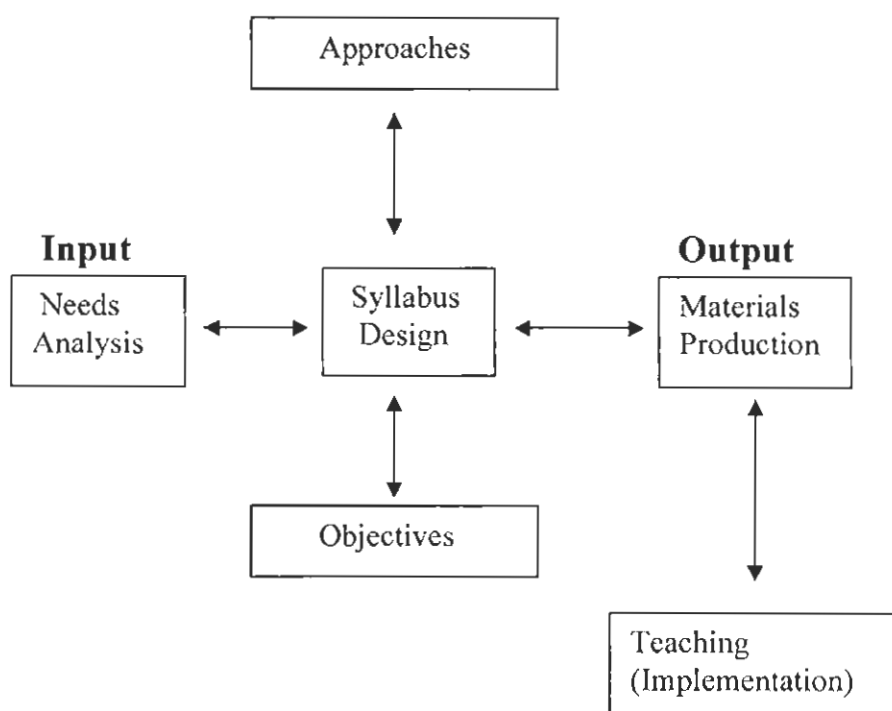 Approaches
Input
Needs
Analysis
Syllabus
Design
Output
Materials
Production
Objectives
Teaching
(Implementation)